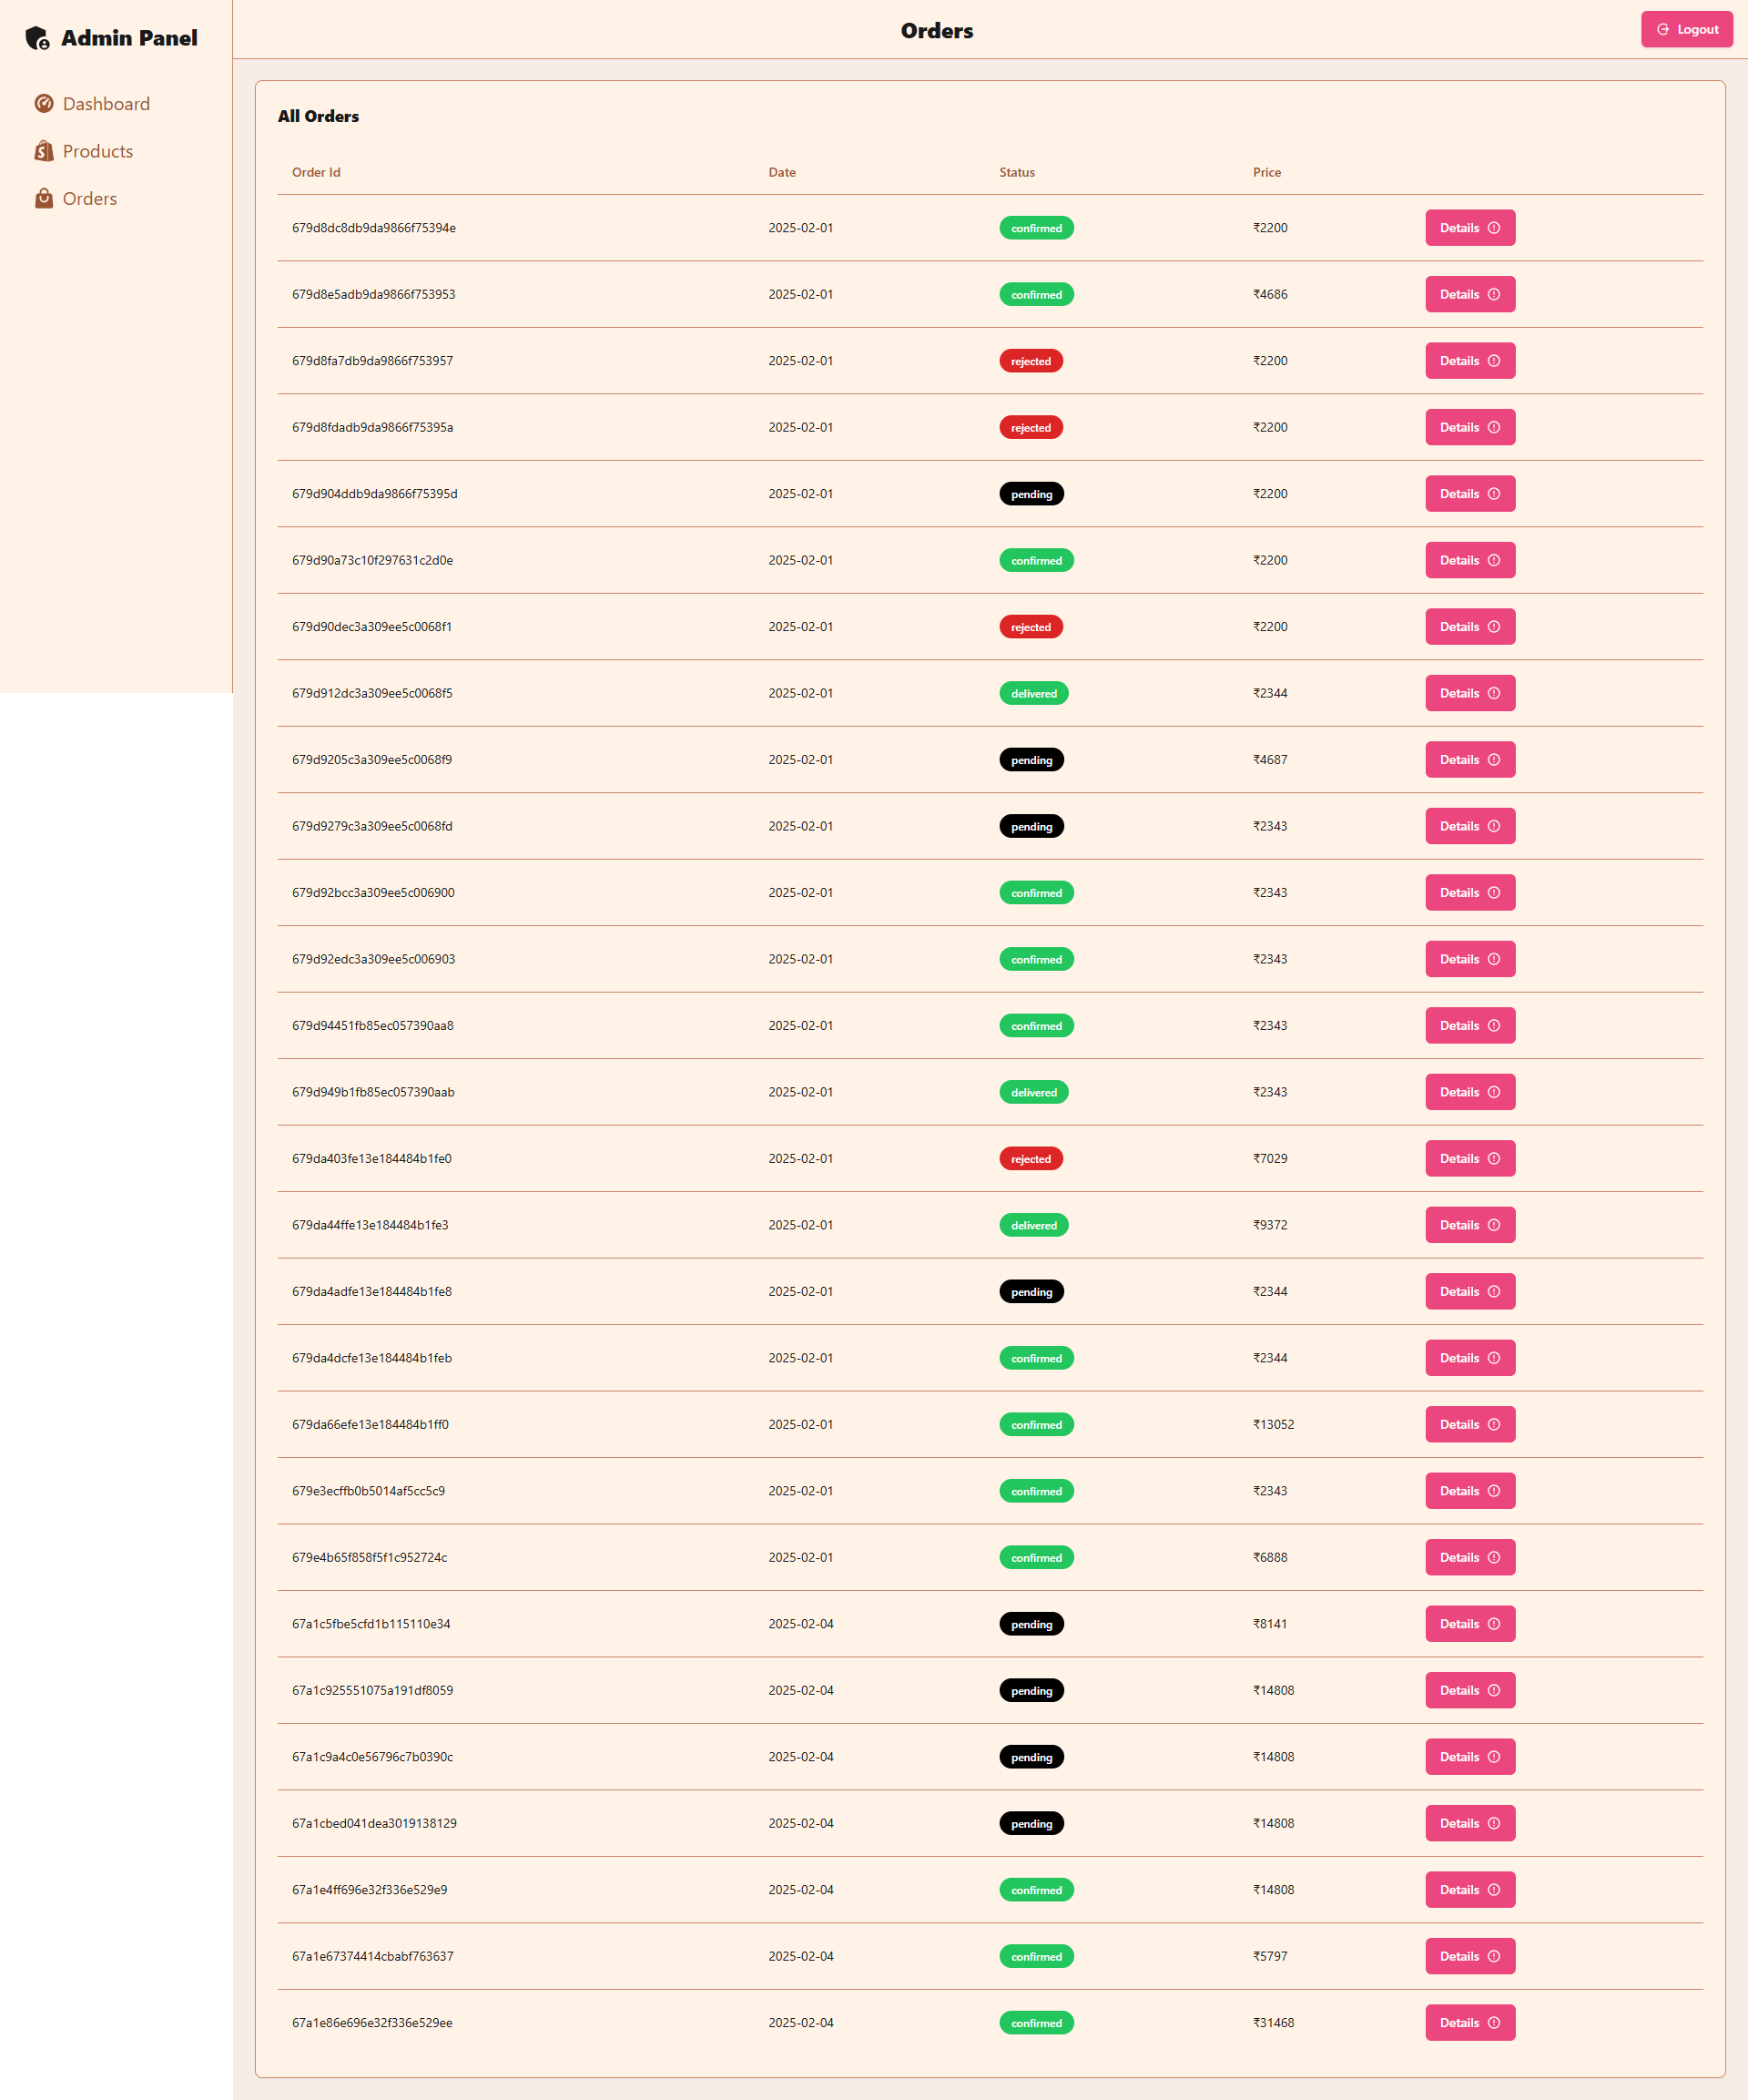 Admin Panel
Dashboard
Products
Orders
Orders
Logout
All Orders
Order Id Date Status Price
679d8dc8db9da9866f75394e 2025-02-01 confirmed ₹2200 Details
679d8e5adb9da9866f753953 2025-02-01 confirmed ₹4686 Details
679d8fa7db9da9866f753957 2025-02-01 rejected ₹2200 Details
679d8fdadb9da9866f75395a 2025-02-01 rejected ₹2200 Details
679d904ddb9da9866f75395d 2025-02-01 pending ₹2200 Details
679d90a73c10f297631c2d0e 2025-02-01 confirmed ₹2200 Details
679d90dec3a309ee5c0068f1 2025-02-01 rejected ₹2200 Details
679d912dc3a309ee5c0068f5 2025-02-01 delivered ₹2344 Details
679d9205c3a309ee5c0068f9 2025-02-01 pending ₹4687 Details
679d9279c3a309ee5c0068fd 2025-02-01 pending ₹2343 Details
679d92bcc3a309ee5c006900 2025-02-01 confirmed ₹2343 Details
679d92edc3a309ee5c006903 2025-02-01 confirmed ₹2343 Details
679d94451fb85ec057390aa8 2025-02-01 confirmed ₹2343 Details
679d949b1fb85ec057390aab 2025-02-01 delivered ₹2343 Details
679da403fe13e184484b1fe0 2025-02-01 rejected ₹7029 Details
679da44ffe13e184484b1fe3 2025-02-01 delivered ₹9372 Details
679da4adfe13e184484b1fe8 2025-02-01 pending ₹2344 Details
679da4dcfe13e184484b1feb 2025-02-01 confirmed ₹2344 Details
679da66efe13e184484b1ff0 2025-02-01 confirmed ₹13052 Details
679e3ecffb0b5014af5cc5c9 2025-02-01 confirmed ₹2343 Details
679e4b65f858f5f1c952724c 2025-02-01 confirmed ₹6888 Details
67a1c5fbe5cfd1b115110e34 2025-02-04 pending ₹8141 Details
67a1c925551075a191df8059 2025-02-04 pending ₹14808 Details
67a1c9a4c0e56796c7b0390c 2025-02-04 pending ₹14808 Details
67a1cbed041dea3019138129 2025-02-04 pending ₹14808 Details
67a1e4ff696e32f336e529e9 2025-02-04 confirmed ₹14808 Details
67a1e67374414cbabf763637 2025-02-04 confirmed ₹5797 Details
67a1e86e696e32f336e529ee 2025-02-04 confirmed ₹31468 Details